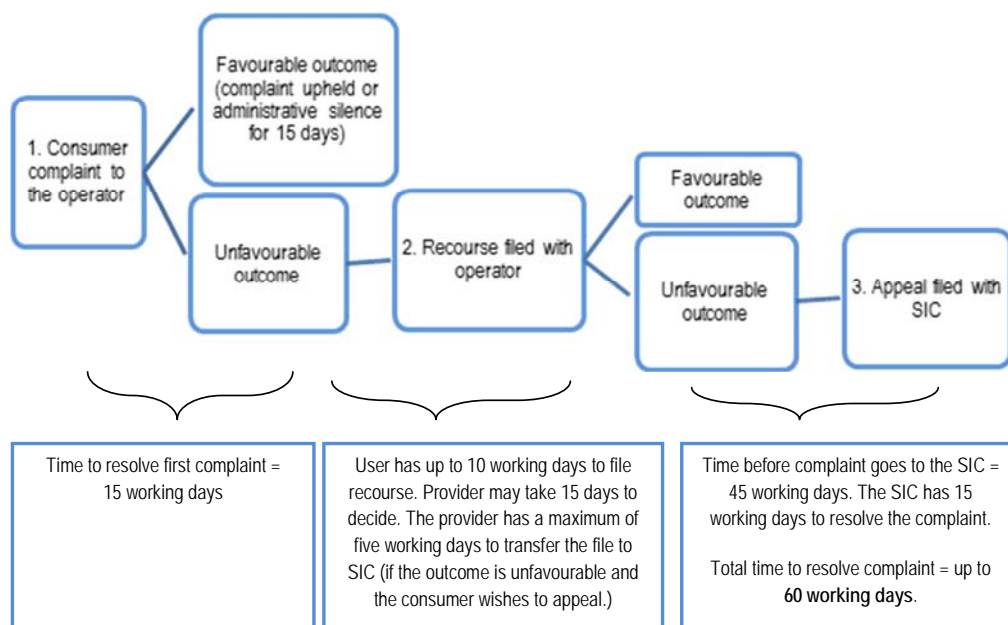 Favourable outcome
(complaint upheld or
administrative silence
for 15 days)
1. Consumer
complaint to
the operator
Unfavourable
outcome
2. Recourse filed with
operator
Favourable
outcome
Unfavourable
outcome
3. Appeal filed with
SIC
Time to resolve first complaint =
15 working days
User has up to 10 working days to file
recourse. Provider may take 15 days to
decide. The provider has a maximum of
five working days to transfer the file to
SIC (if the outcome is unfavourable and
the consumer wishes to appeal.)
Time before complaint goes to the SIC =
45 working days. The SIC has 15
working days to resolve the complaint.
Total time to resolve complaint = up to
60 working days.